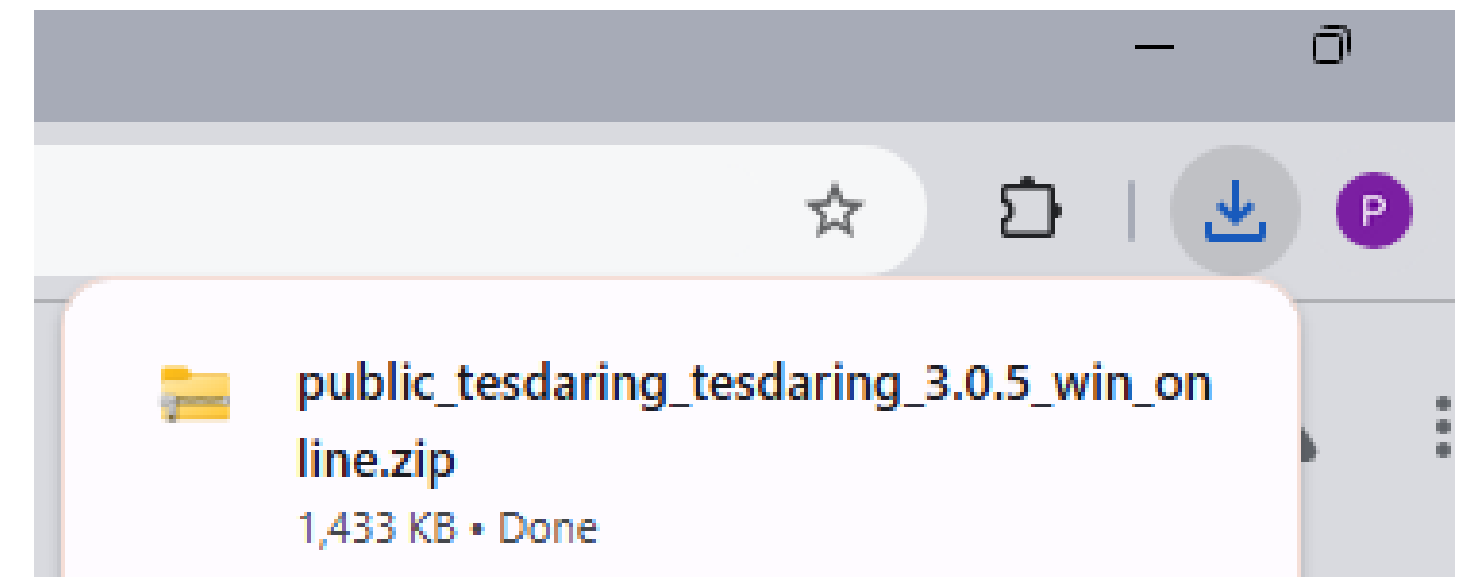 P
public_tesdaring_tesdaring_3.0.5_win_on
line.zip
1,433 KB • Done